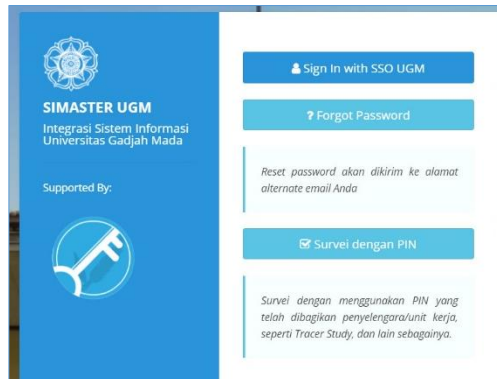 SIMASTER UGM
Integrasi Sistem Informasi
Universitas Gadjah Mada
Supported By:
Sign In with SSO UGM
? Forgot Password
Reset password akan dikirim ke alamat
alternate email Anda
Survei dengan PIN
Survei dengan menggunakan PIN yang
telah dibagikan penyelengara/unit kerja,
seperti Tracer Study, dan lain sebagainya.